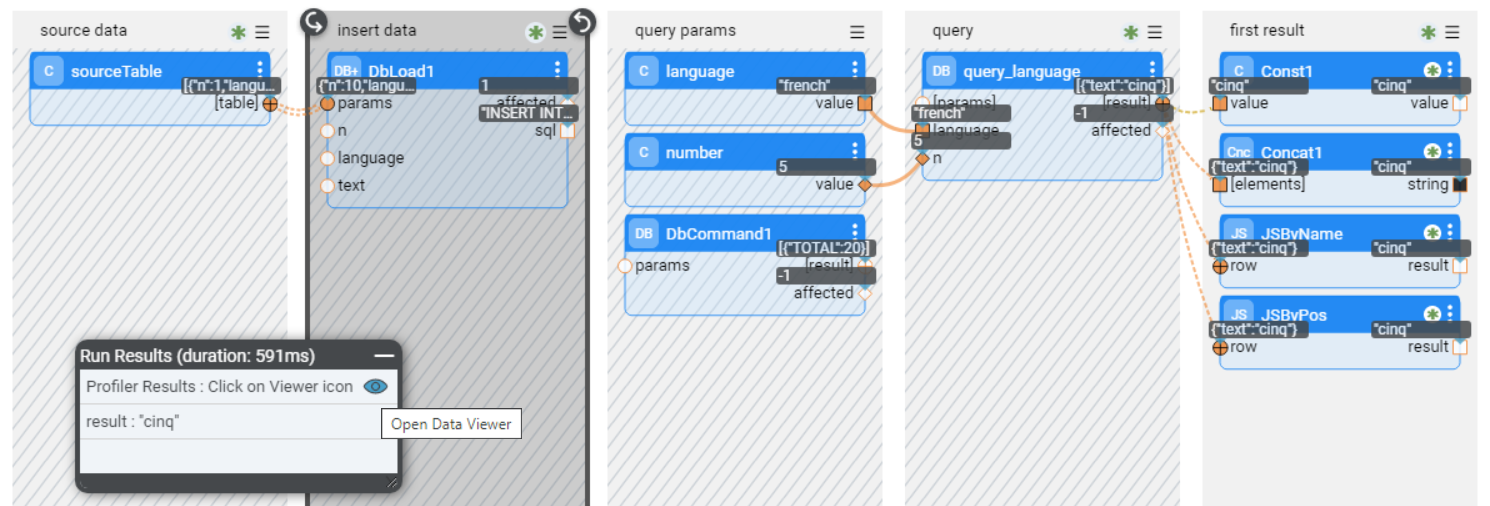 source data
insert data
query params
query
first result
C sourceTable
[{"n":1,"langu...
[table]
DB+ DbLoad1
{"n":10,"langu...
1
params
affected
"INSERT INT...
n
sql
language
text
C language
"french"
value
C number
5
value
DB DbCommand1
[{"TOTAL":20}]
params
[result]
-1
affected
DB query_language
[{"text":"cinq"}]
[params]
[result]
"french"
-1
language
affected
5
n
C Const1
"cinq"
"cinq"
value
value
Cnc Concat1
{"text":"cinq"}
"cinq"
[elements]
string
JS JSByName
{"text":"cinq"}
"cinq"
row
result
JS JSByPos
{"text":"cinq"}
"cinq"
row
result
Run Results (duration: 591ms)
Profiler Results : Click on Viewer icon
result : "cinq"
Open Data Viewer